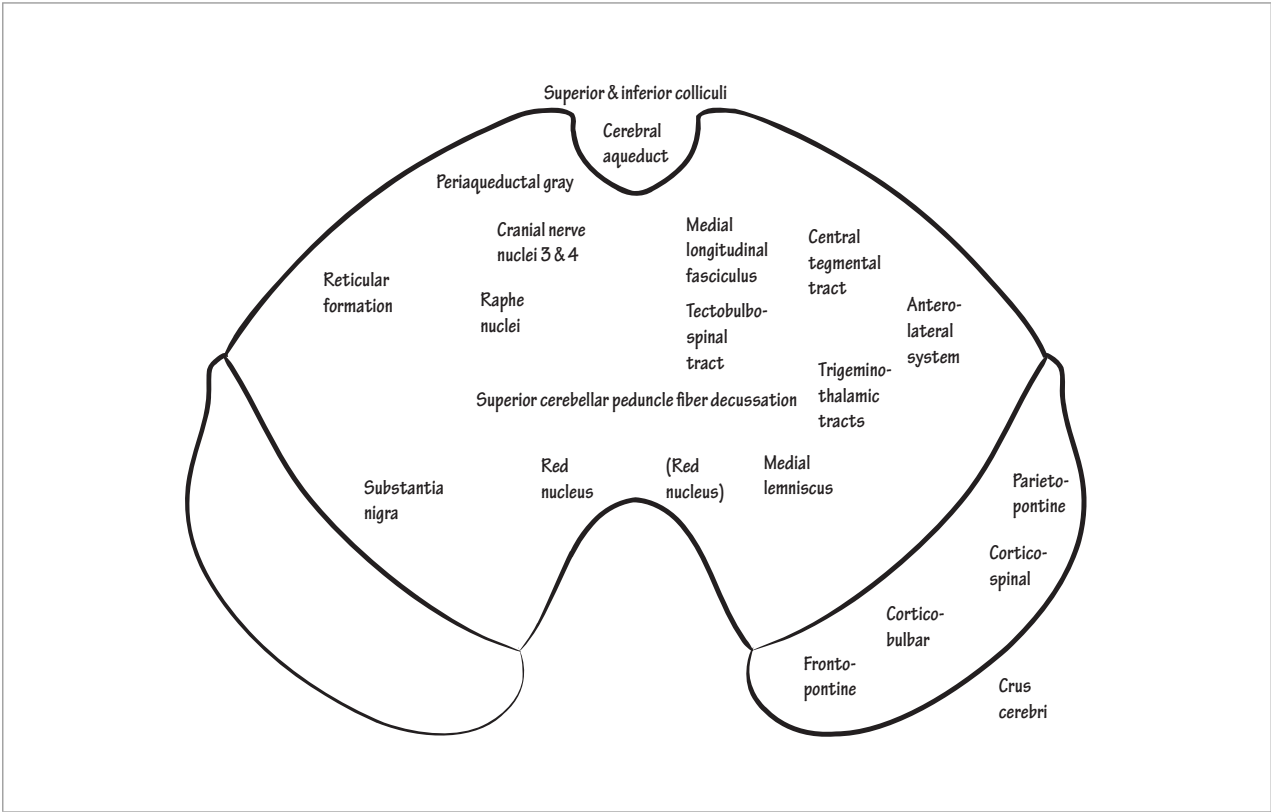 Superior & inferior colliculi
Cerebral
aqueduct
Periaqueductal gray
Cranial nerve
nuclei 3 & 4
Medial
longitudinal
fasciculus
Central
tegmental
tract
Reticular
formation
Raphe
nuclei
Tectobulbo-
spinal
tract
Antero-
lateral
system
Trigemino-
thalamic
tracts
Superior cerebellar peduncle fiber decussation
Substantia
nigra
Red
nucleus
(Red
nucleus)
Medial
lemniscus
Parieto-
pontine
Cortico-
spinal
Cortico-
bulbar
Fronto-
pontine
Crus
cerebri